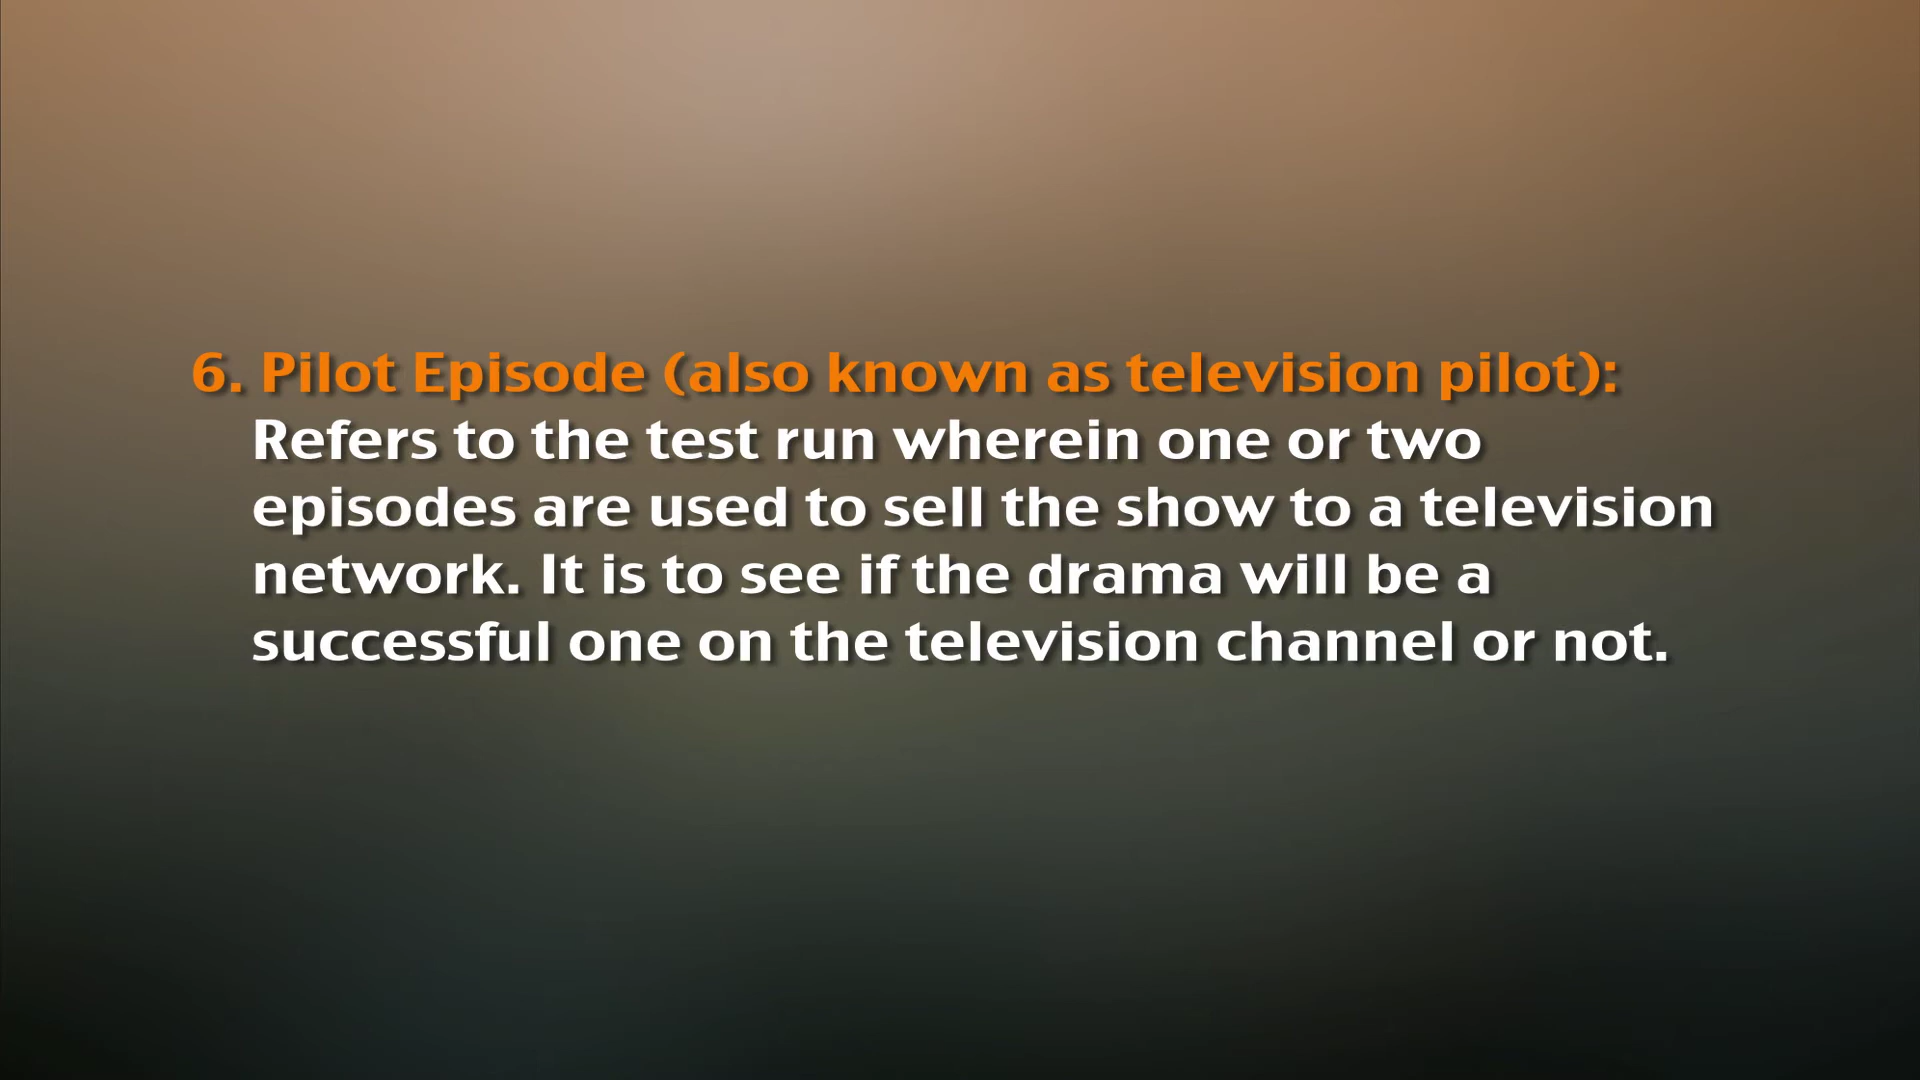 6. Pilot Episode (also known as television pilot):
Refers to the test run wherein one or two
episodes are used to sell the show to a television
network. It is to see if the drama will be a
successful one on the television channel or not.